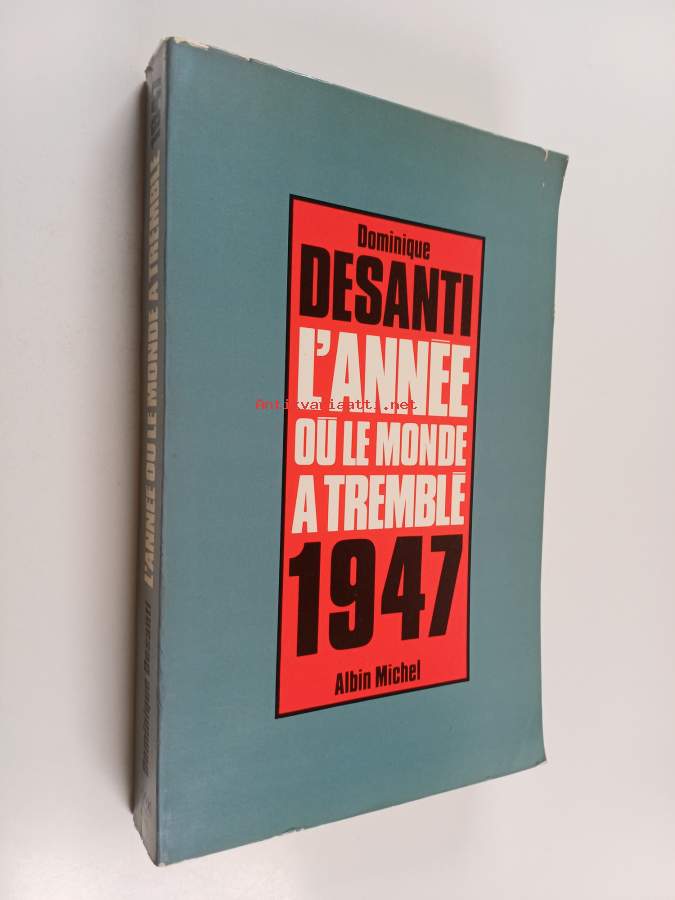 Dominique
DESANTI
L'ANNÉE
OÙ LE MONDE
A TREMBLÉ
1947
Albin Michel
Antikvariaatti.net
Dominique Desanti L'ANNÉE OÙ LE MONDE A TREMBLÉ 1947